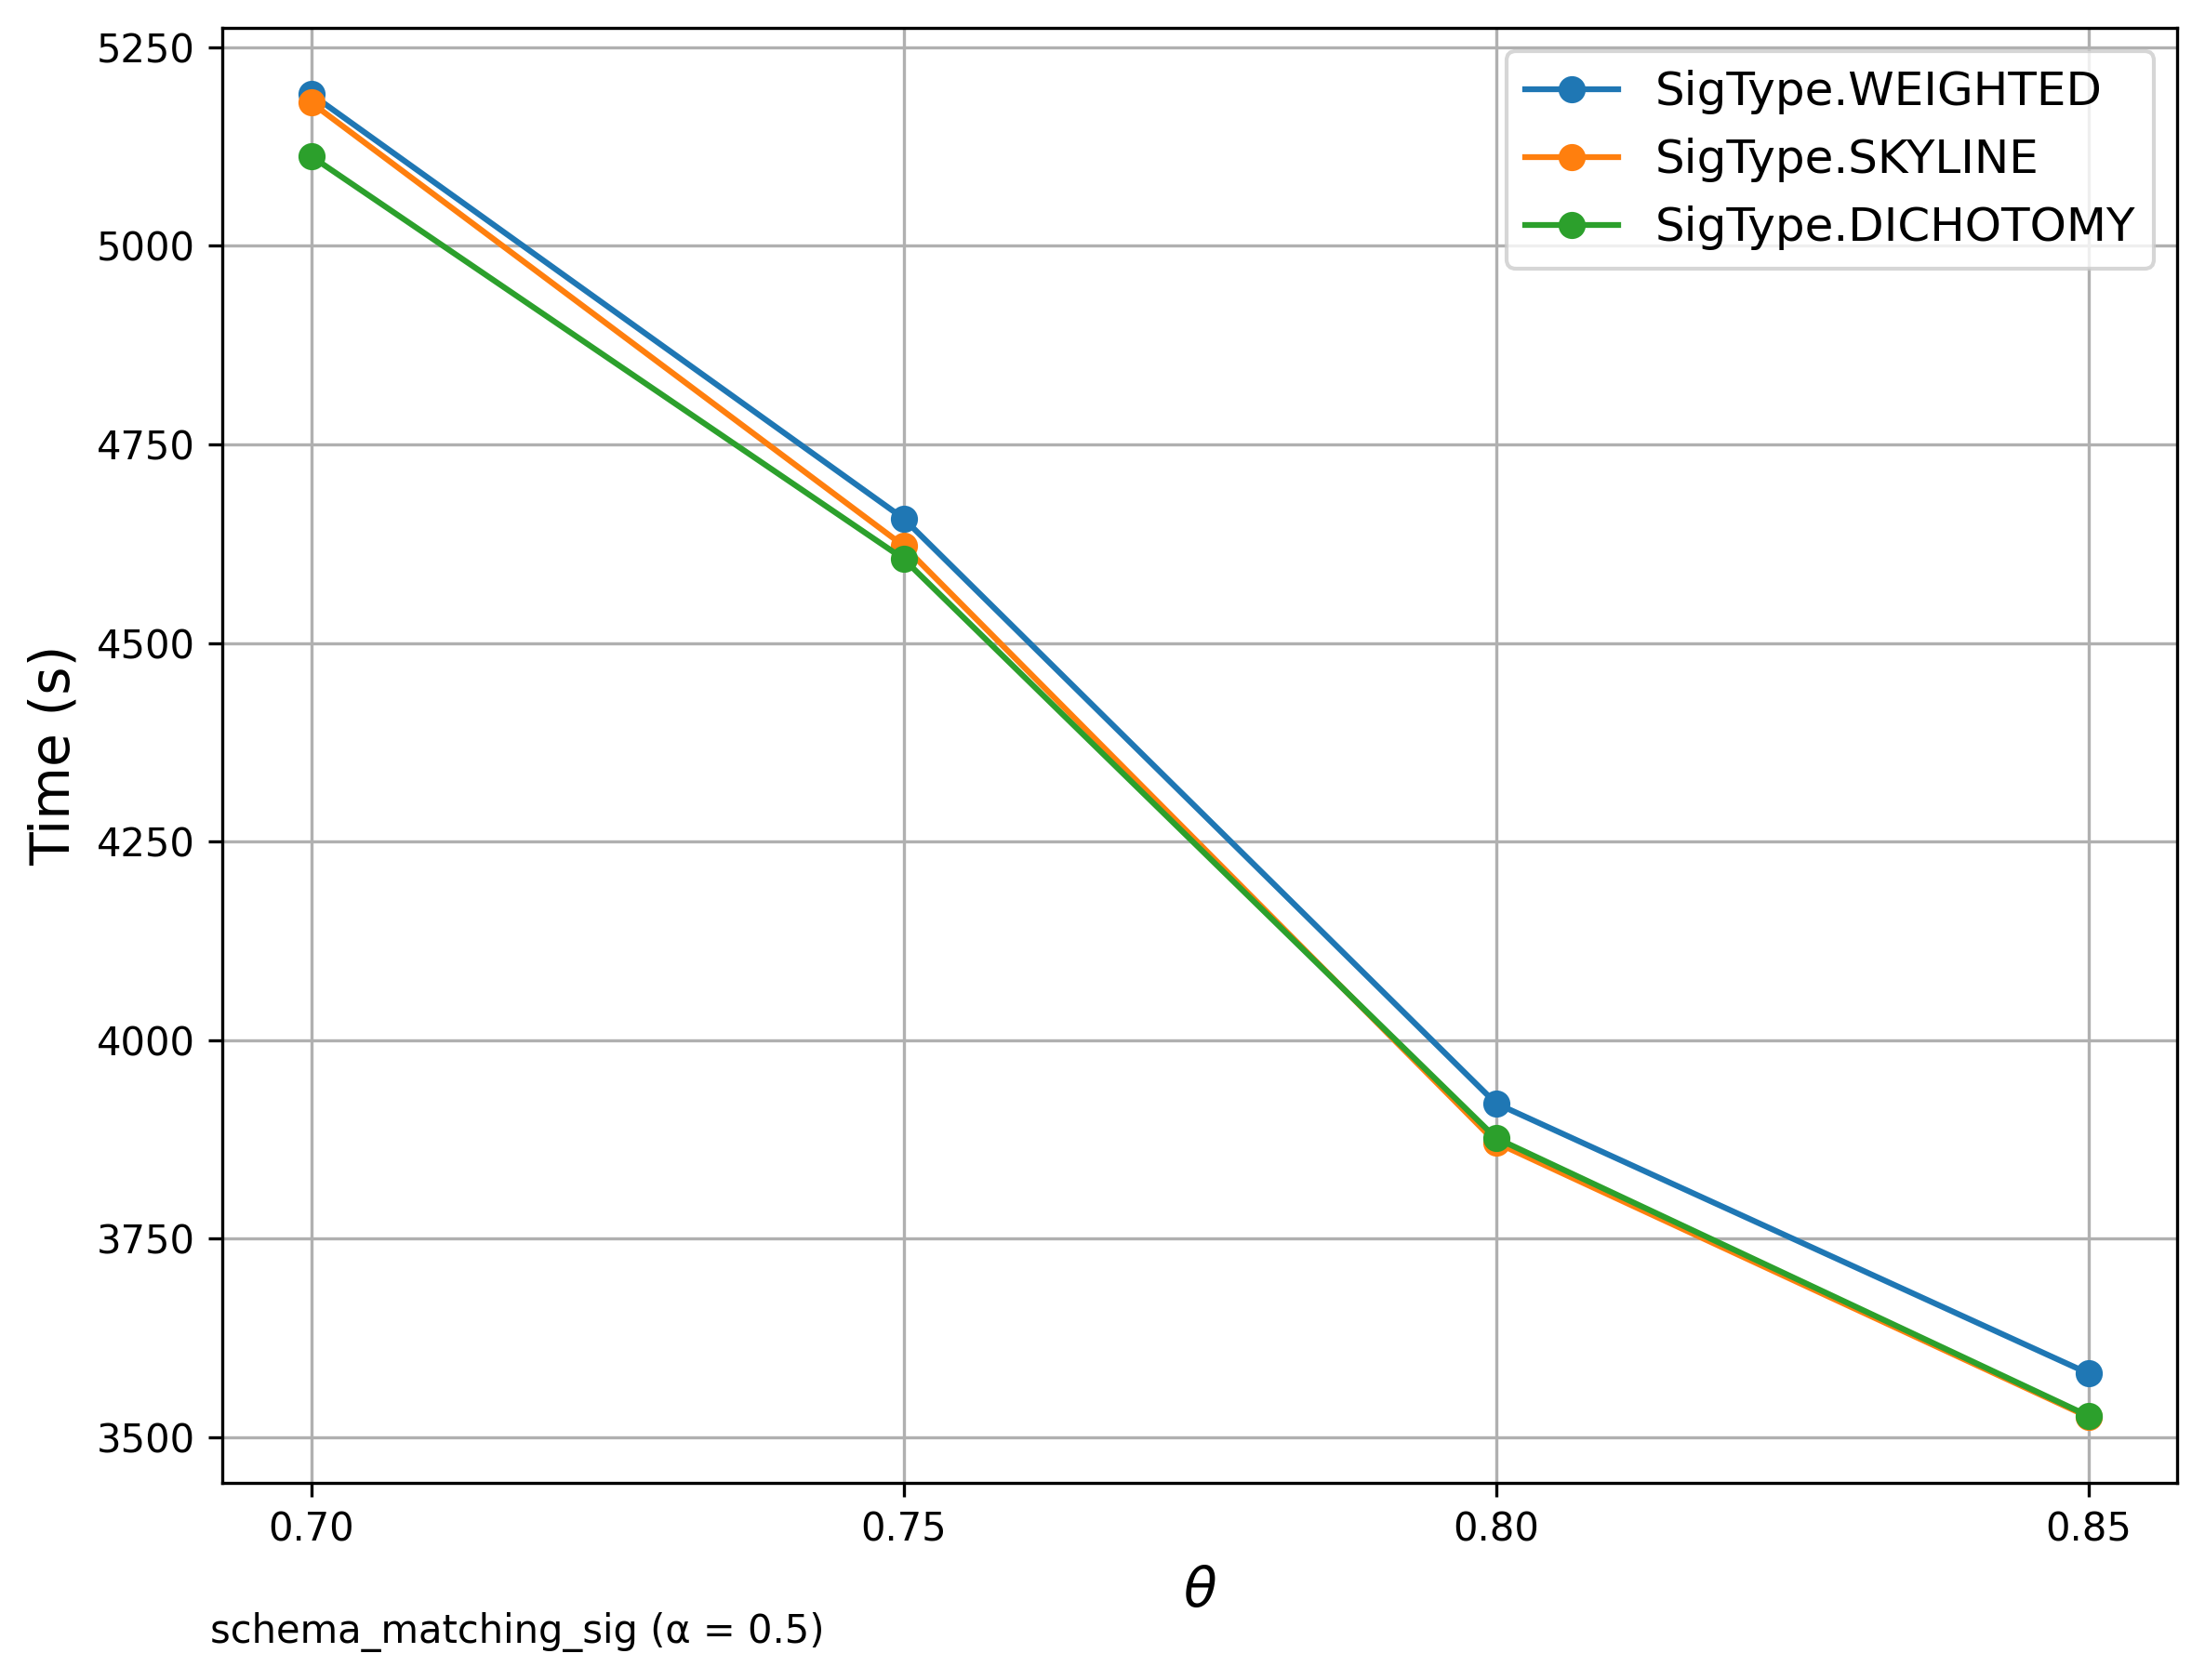 5250
5000
4750
4500
4250
4000
3750
3500
Time (s)
SigType.WEIGHTED
SigType.SKYLINE
SigType.DICHOTOMY
0.70 0.75 0.80 0.85
θ
schema_matching_sig (α = 0.5)